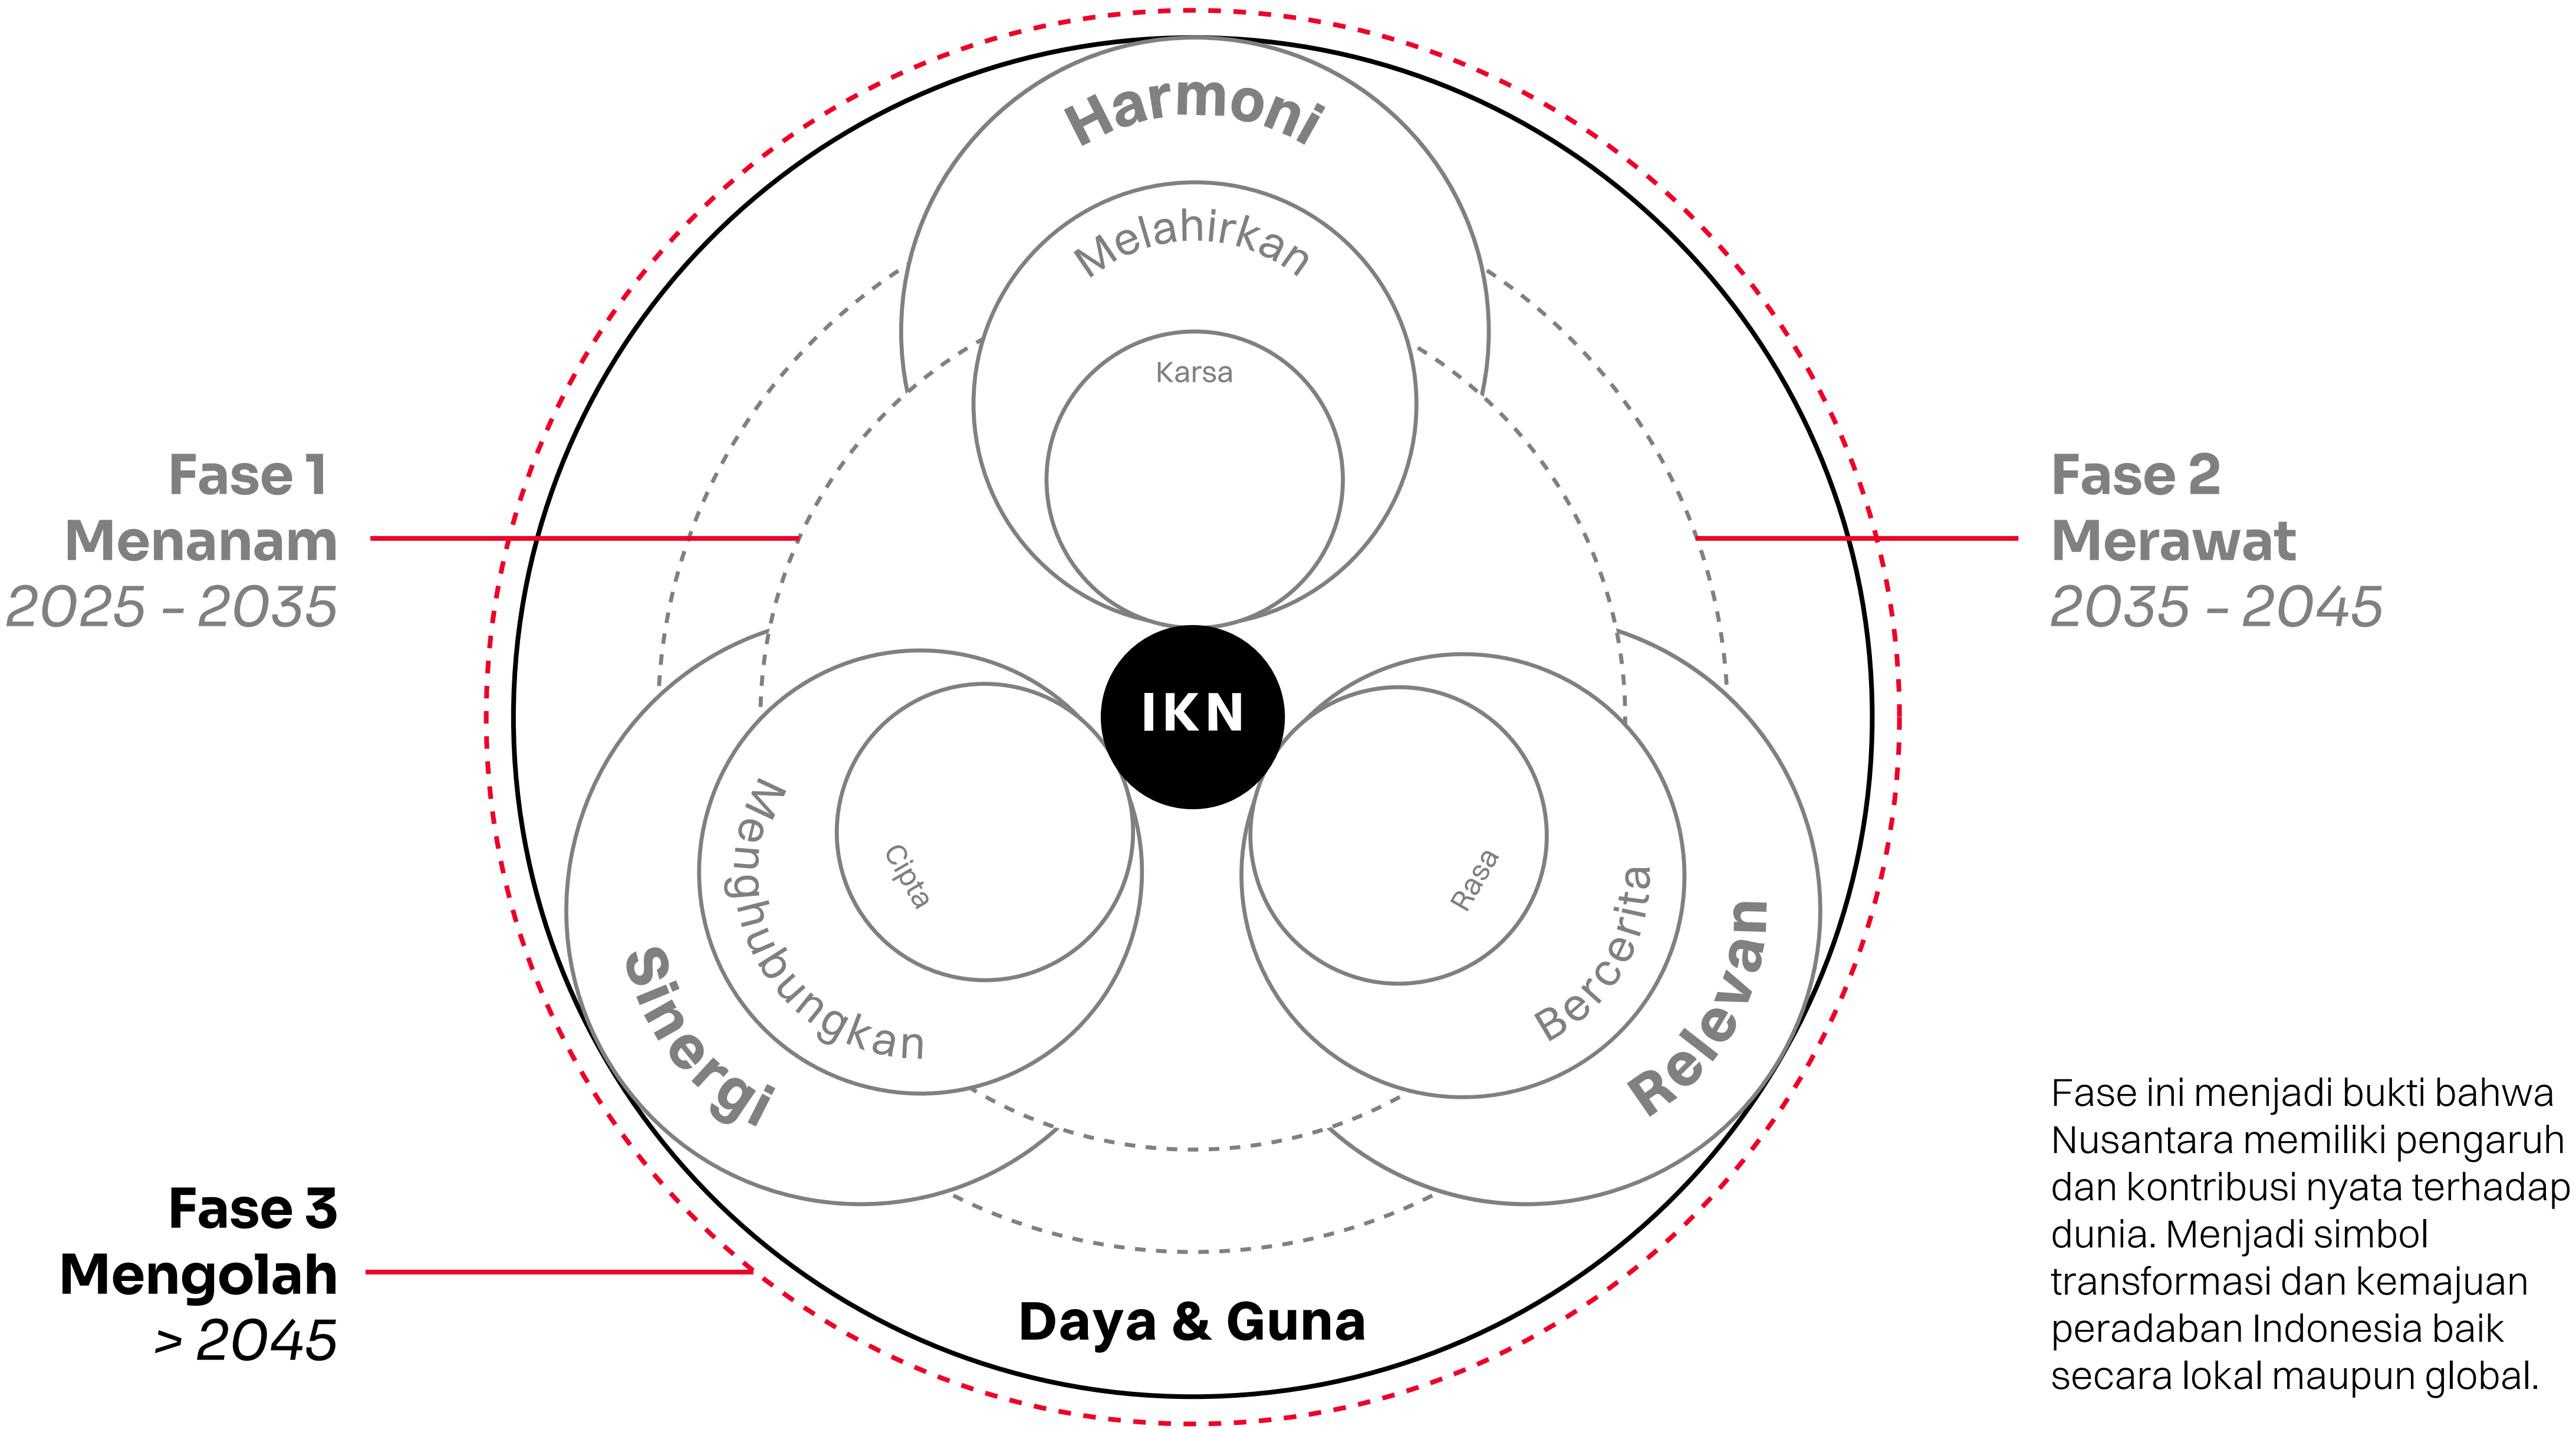 Harmoni
Melahirkan
Karsa
Fase 1
Menanam
2025 - 2035
Fase 2
Merawat
2035 - 2045
IKN
Menghubungkan
Cipta
Rasa
Bercerita
Sinergi
Relevan
Fase 3
Mengolah
> 2045
Daya & Guna
Fase ini menjadi bukti bahwa
Nusantara memiliki pengaruh
dan kontribusi nyata terhadap
dunia. Menjadi simbol
transformasi dan kemajuan
peradaban Indonesia baik
secara lokal maupun global.